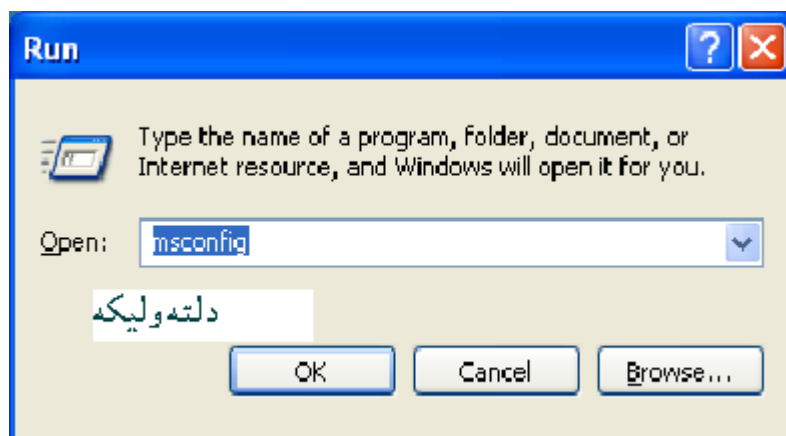 Run
Type the name of a program, folder, document, or
Internet resource, and Windows will open it for you.
Open: msconfig
دلته وليکه
OK Cancel Browse...